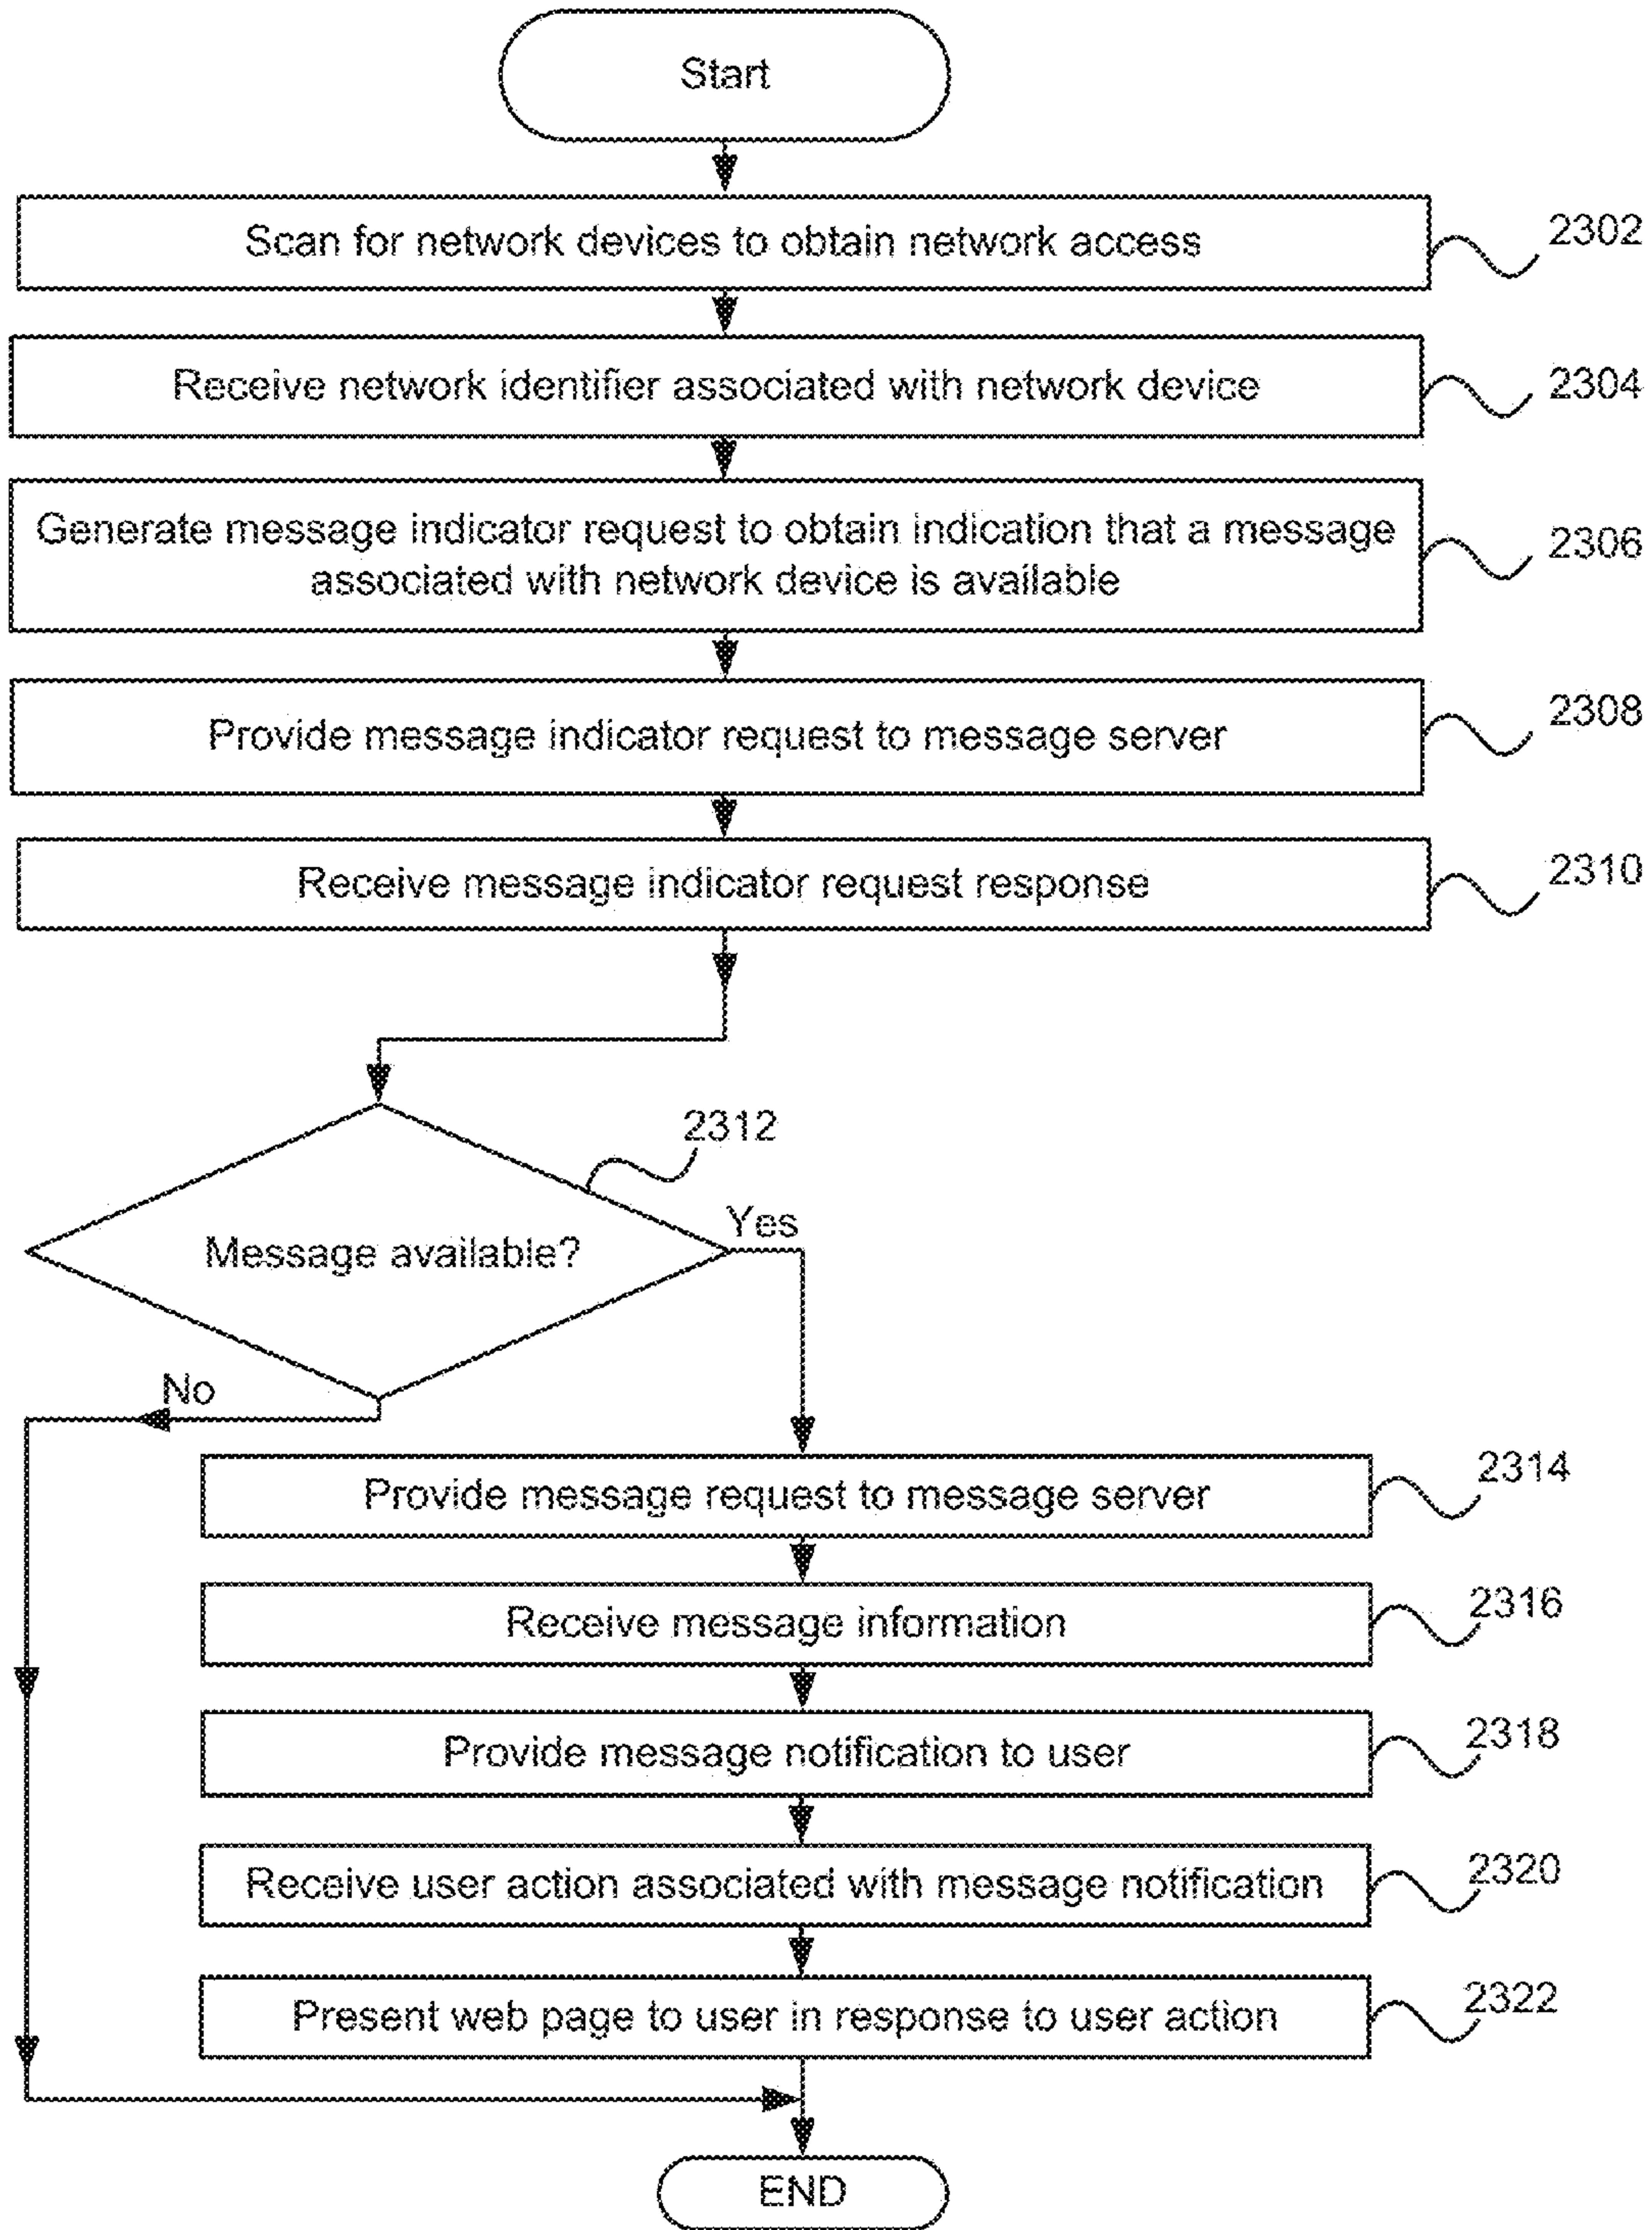 Start
Scan for network devices to obtain network access
2302
Receive network identifier associated with network device
2304
Generate message indicator request to obtain indication that a message
associated with network device is available
2306
Provide message indicator request to message server
2308
Receive message indicator request response
2310
2312
Message available?
Yes
No
Provide message request to message server
2314
Receive message information
2316
Provide message notification to user
2318
Receive user action associated with message notification
2320
Present web page to user in response to user action
2322
END